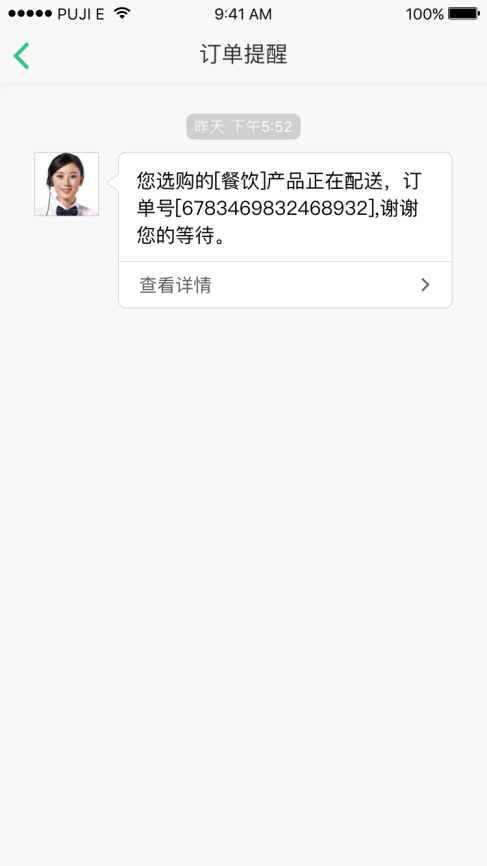 PUJI E 9:41 AM 100%
订单提醒
昨天 下午5:52
您选购的[餐饮]产品正在配送，订
单号[6783469832468932],谢谢
您的等待。
查看详情